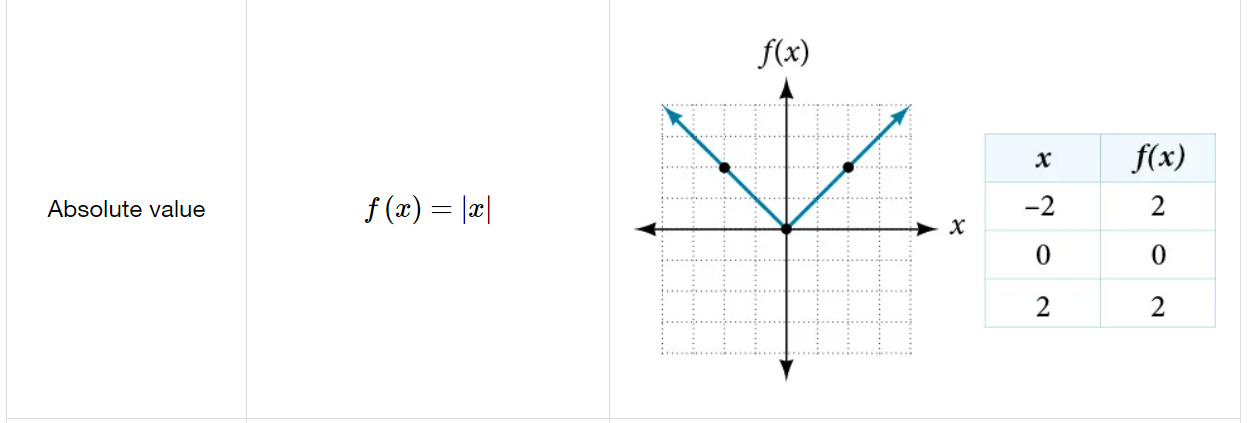 Absolute value
f (x) = |x|
f(x)
x
x f(x)
–2 2
0 0
2 2